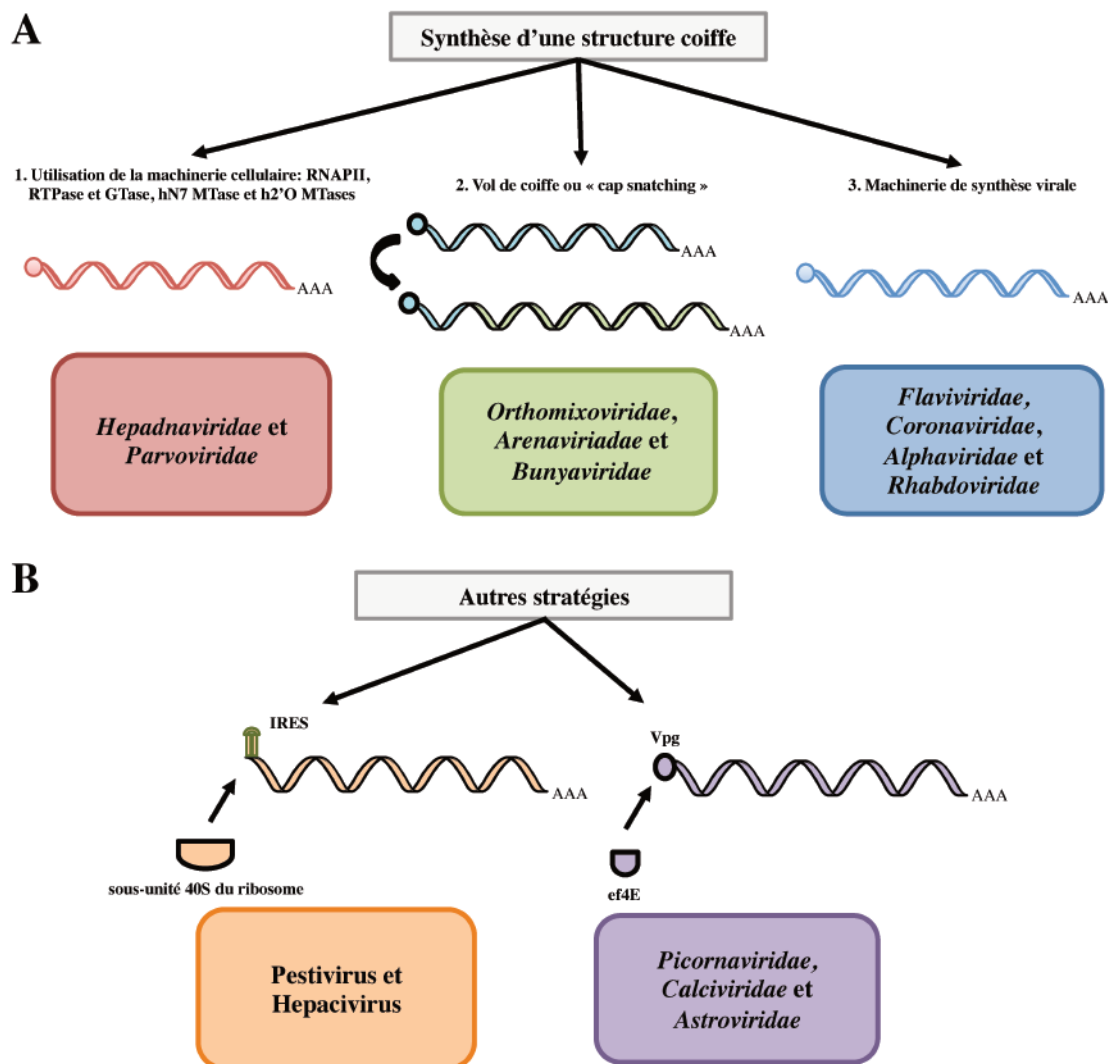 A
Synthèse d'une structure coiffe
1. Utilisation de la machinerie cellulaire: RNAPII,
RTPase et GTase, hN7 MTase et h2'O MTases
2. Vol de coiffe ou « cap snatching »
3. Machinerie de synthèse virale
AAA
AAA
AAA
AAA
Hepadnaviridae et
Parvoviridae
Orthomixoviridae,
Arenaviriadae et
Bunyaviridae
Flaviviridae,
Coronaviridae,
Alphaviridae et
Rhabdoviridae
B
Autres stratégies
IRES
AAA
sous-unité 40S du ribosome
Vpg
AAA
ef4E
Pestivirus et
Hepacivirus
Picornaviridae,
Calciviridae et
Astroviridae